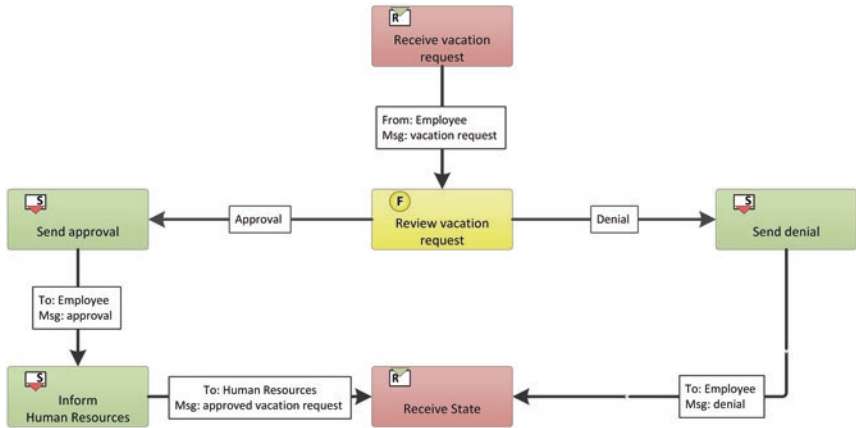 R
Receive vacation
request
From: Employee
Msg: vacation request
S
Send approval
Approval
F
Review vacation
request
Denial
S
Send denial
To: Employee
Msg: approval
S
Inform
Human Resources
To: Human Resources
Msg: approved vacation request
R
Receive State
To: Employee
Msg: denial